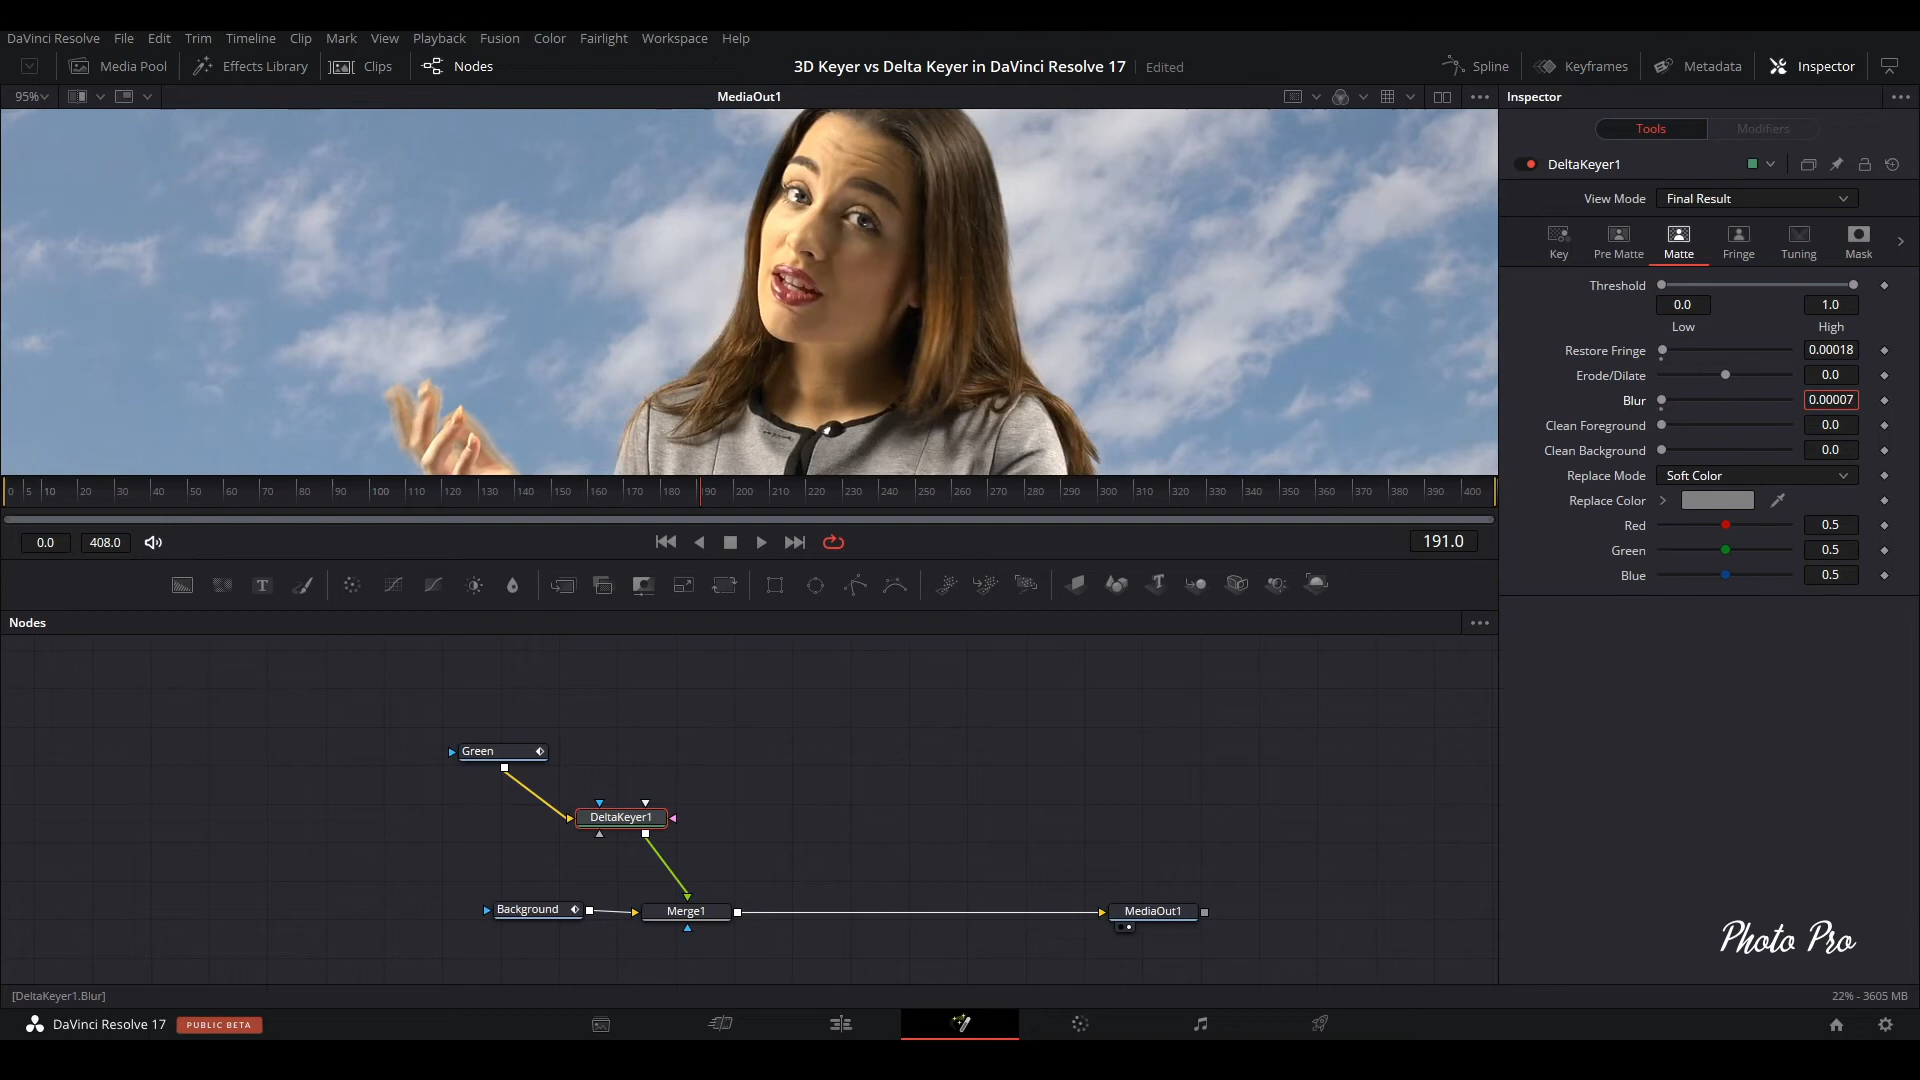 DaVinci Resolve File Edit Trim Timeline Clip Mark View Playback Fusion Color Fairlight Workspace Help
Media Pool Effects Library Clips Nodes 3D Keyer vs Delta Keyer in DaVinci Resolve 17 Edited Spline Keyframes Metadata Inspector
95% MediaOut1 Inspector
Tools Modifiers
DeltaKeyer1
View Mode Final Result
Key Pre Matte Matte Fringe Tuning Mask
Threshold
0.0 1.0
Low High
Restore Fringe 0.00018
Erode/Dilate 0.0
Blur 0.00007
Clean Foreground 0.0
Clean Background 0.0
Replace Mode Soft Color
Replace Color
Red 0.5
Green 0.5
Blue 0.5
0 5 10 20 30 40 50 60 70 80 90 100 110 120 130 140 150 160 170 180 190 200 210 220 230 240 250 260 270 280 290 300 310 320 330 340 350 360 370 380 390 400
0.0 408.0 191.0
T
Nodes
Green
DeltaKeyer1
Background Merge1 MediaOut1
Photo Pro
[DeltaKeyer1.Blur] 22% - 3605 MB
DaVinci Resolve 17 PUBLIC BETA